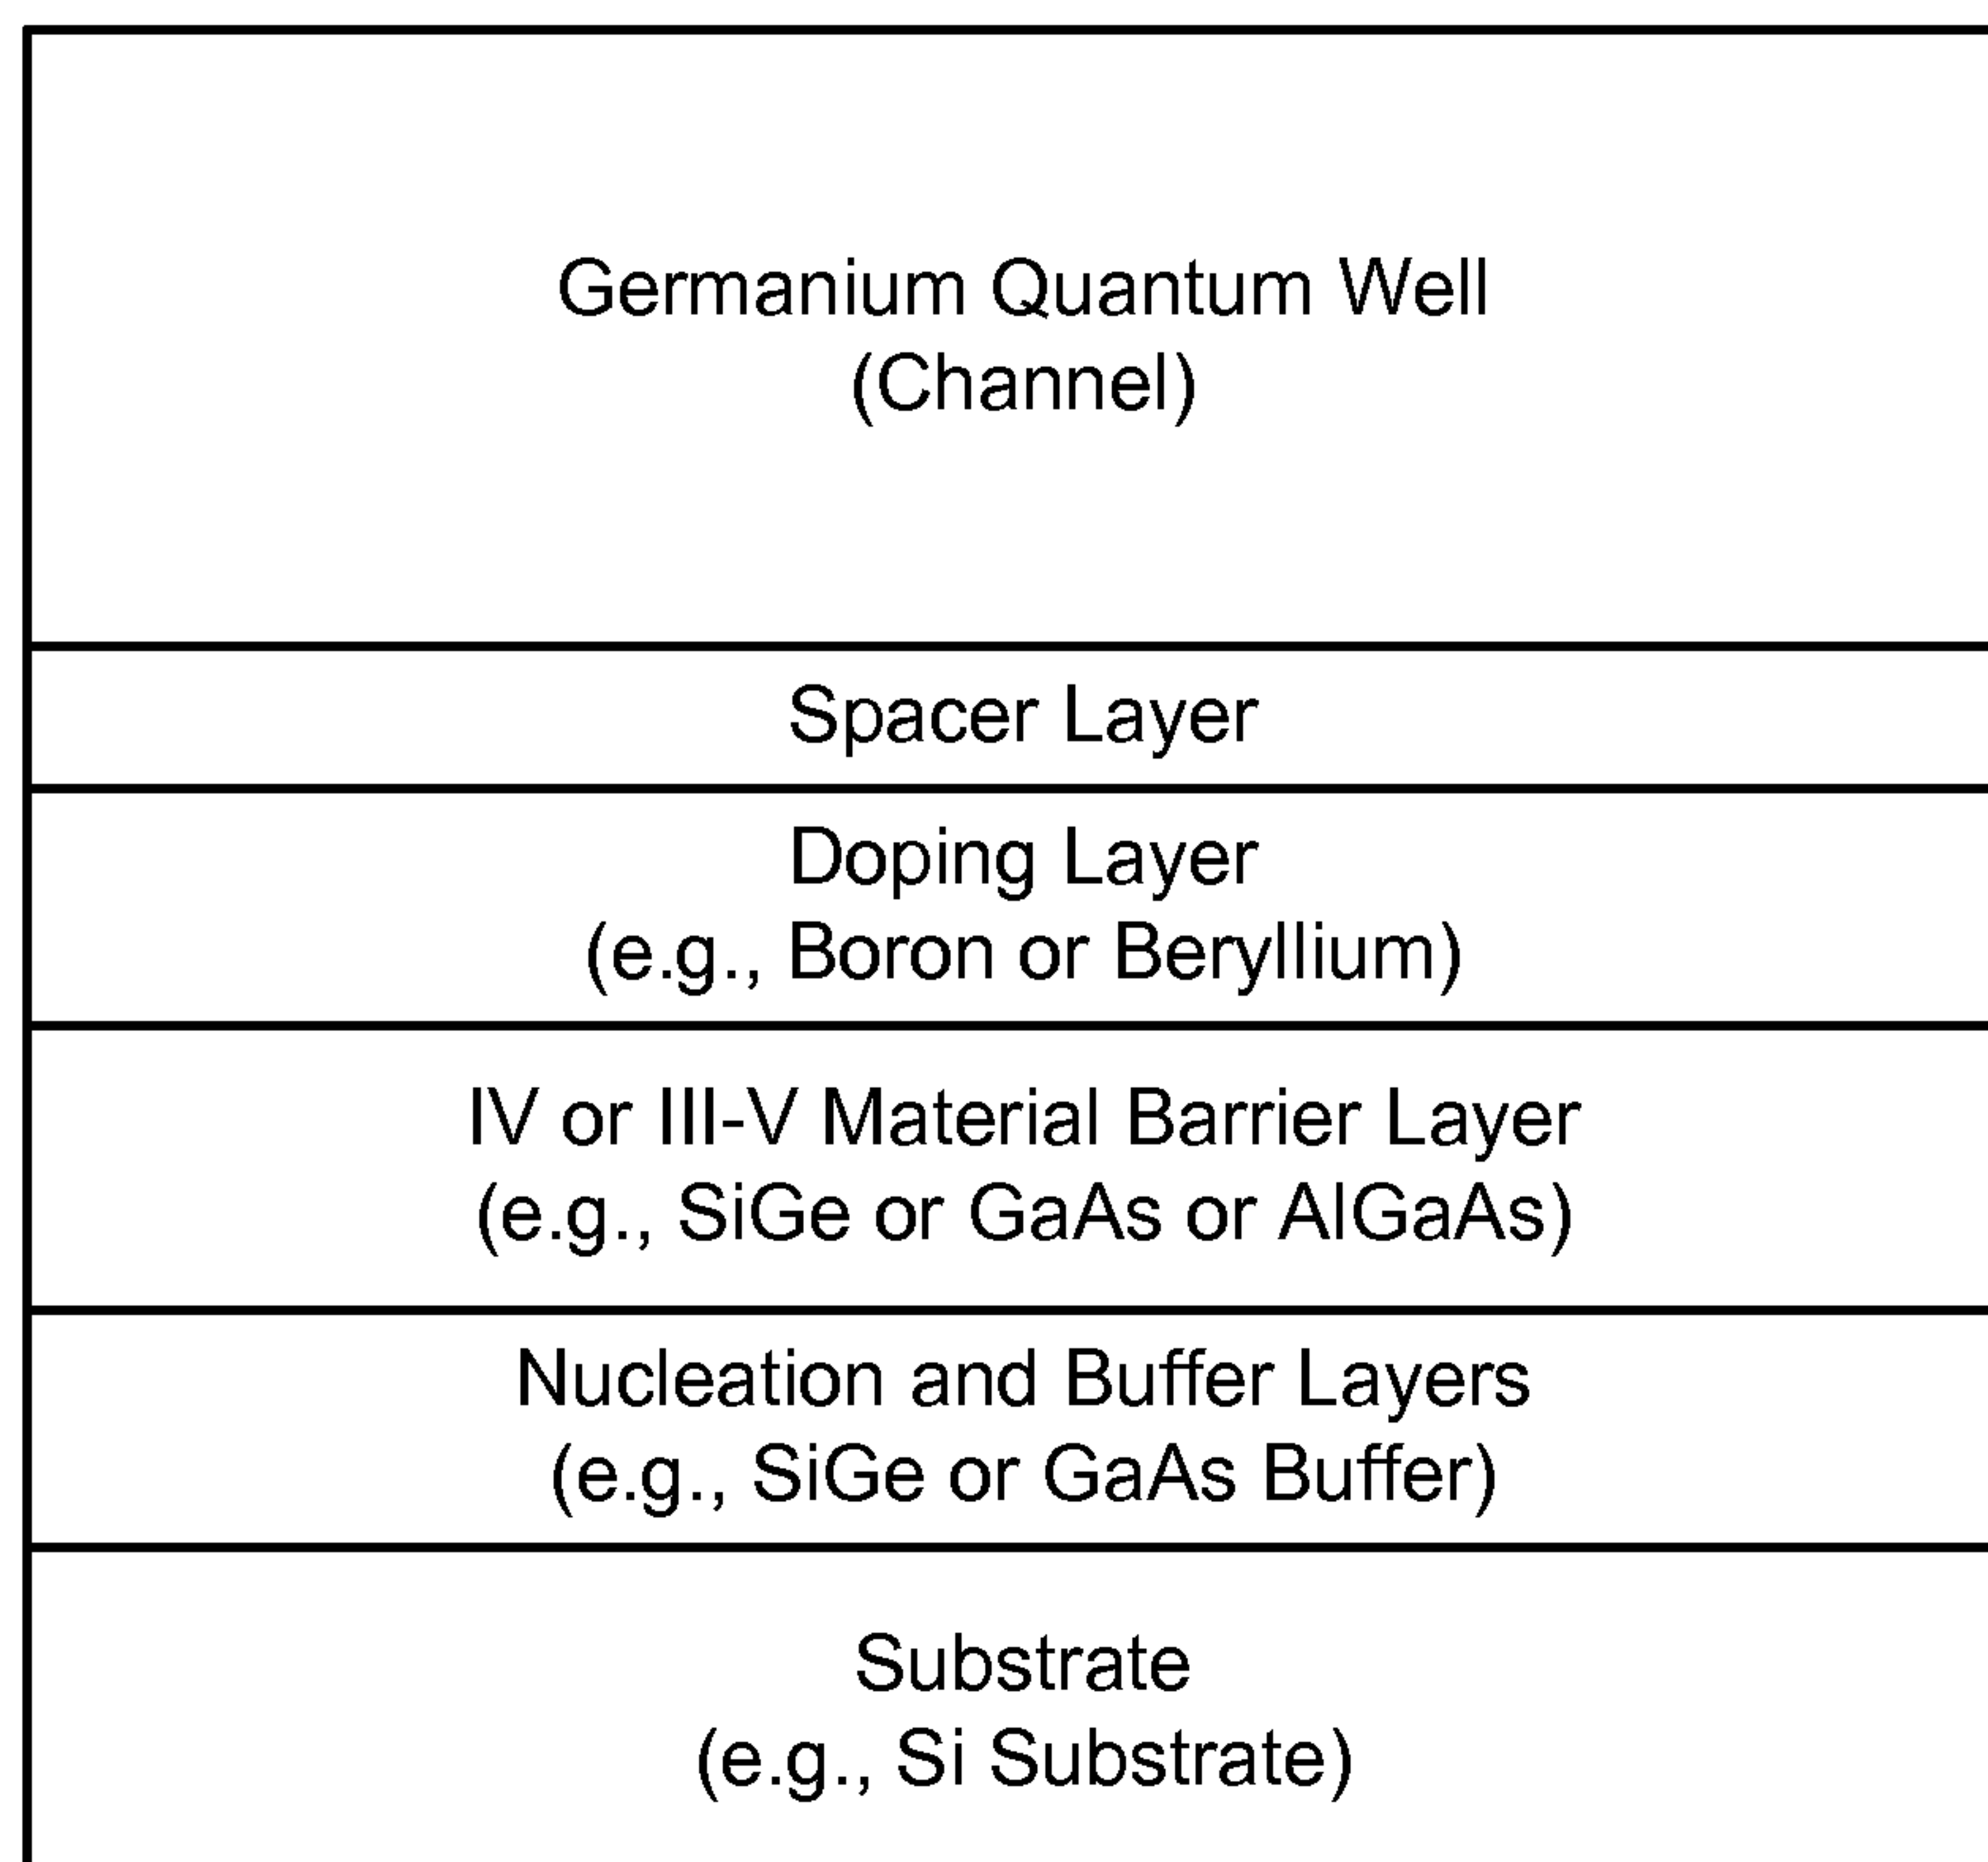 Germanium Quantum Well
(Channel)
Spacer Layer
Doping Layer
(e.g., Boron or Beryllium)
IV or III-V Material Barrier Layer
(e.g., SiGe or GaAs or AlGaAs)
Nucleation and Buffer Layers
(e.g., SiGe or GaAs Buffer)
Substrate
(e.g., Si Substrate)